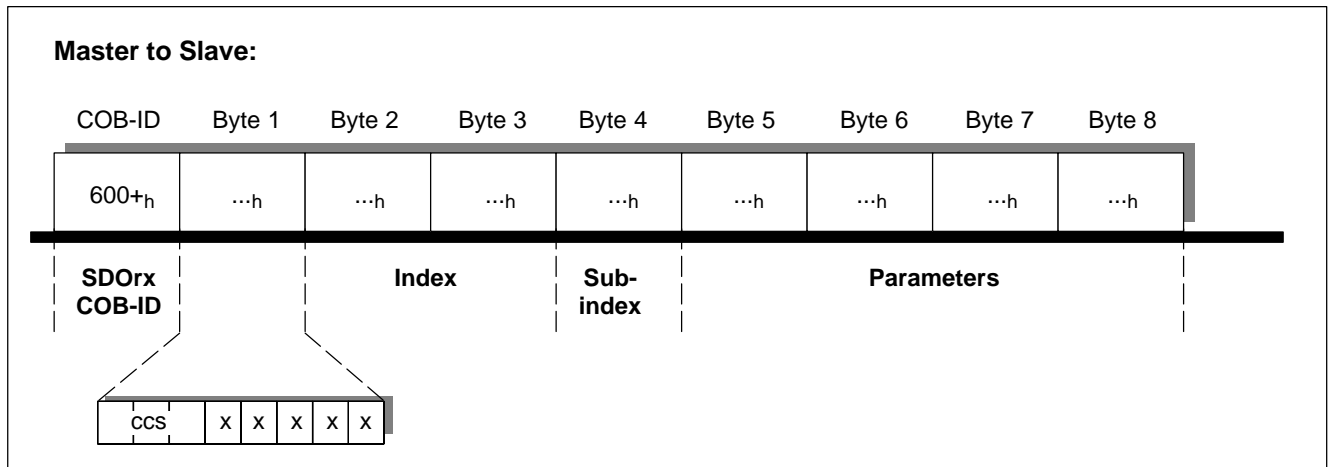 Master to Slave:
COB-ID Byte 1 Byte 2 Byte 3 Byte 4 Byte 5 Byte 6 Byte 7 Byte 8
600+h ...h ...h ...h ...h ...h ...h ...h ...h
SDOrx Index Sub- Parameters
COB-ID index
ccs x x x x x